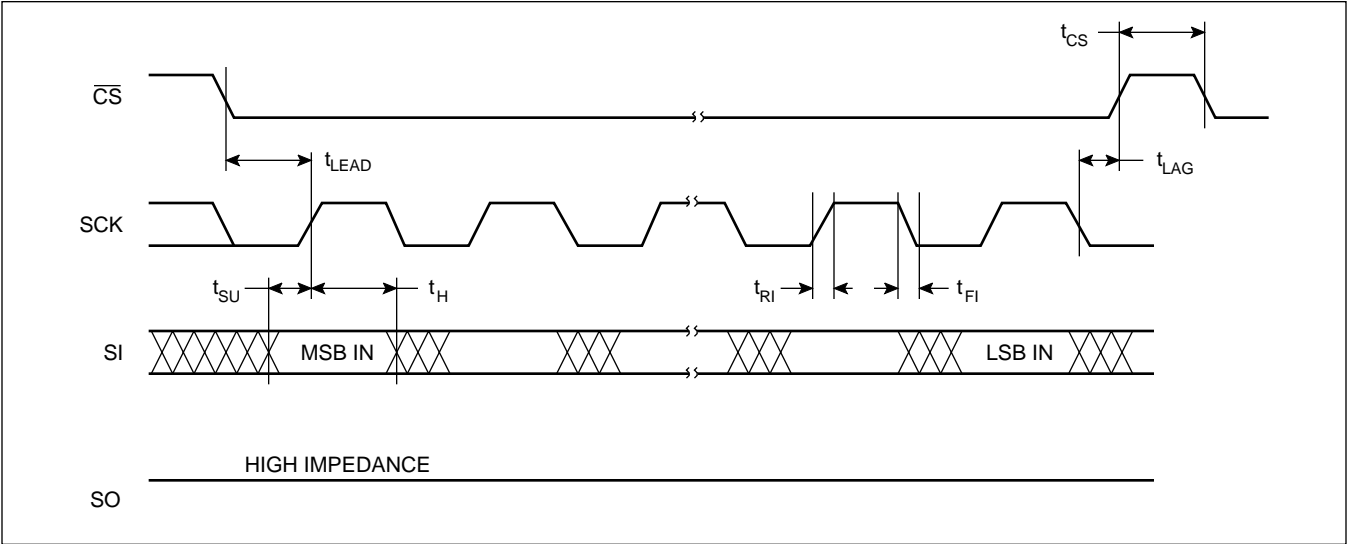 tCS
CS
tLEAD
tLAG
SCK
tSU
tH
tRI
tFI
SI
MSB IN
LSB IN
HIGH IMPEDANCE
SO